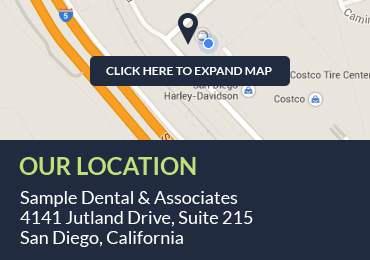 5
Camin
CLICK HERE TO EXPAND MAP
Costco Tire Center
San Diego
Harley-Davidson
Costco
S
OUR LOCATION
Sample Dental & Associates
4141 Jutland Drive, Suite 215
San Diego, California